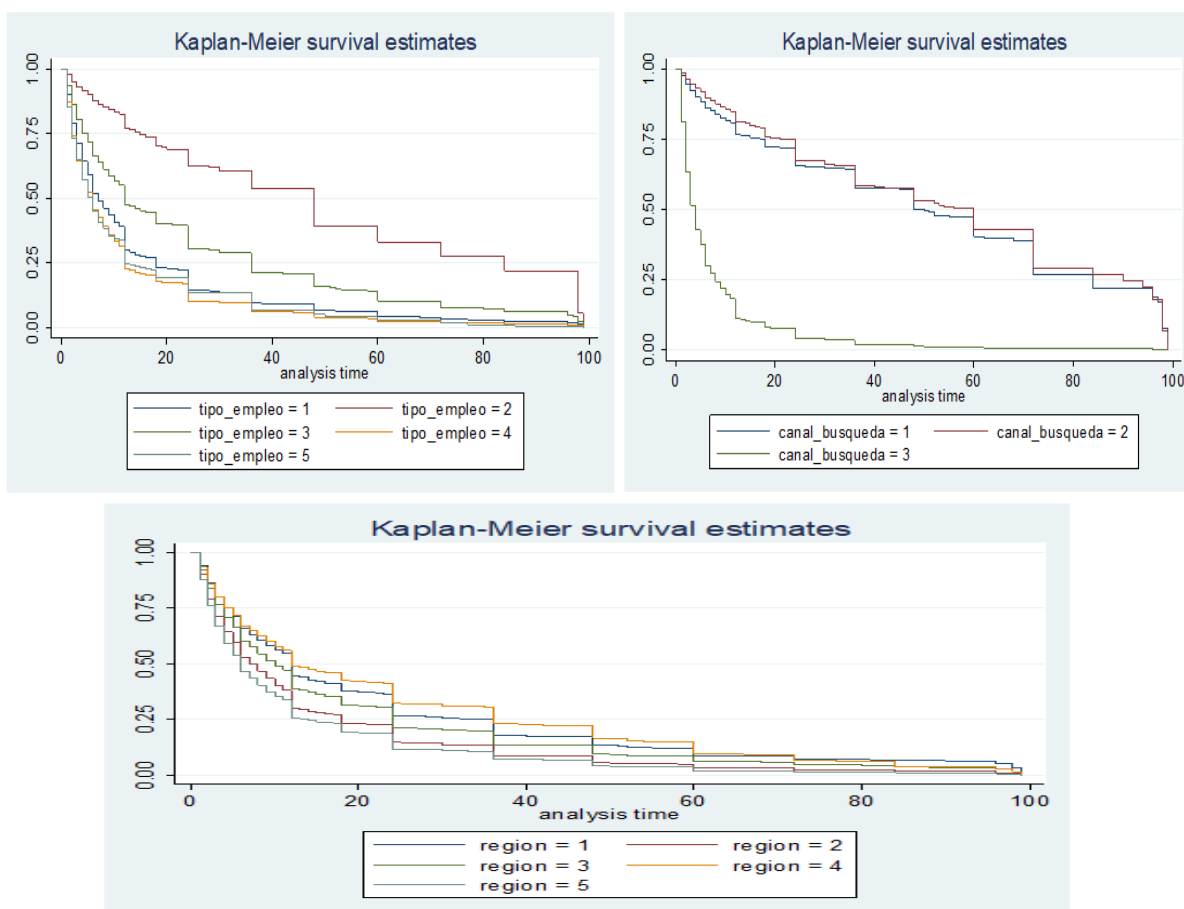 Kaplan-Meier survival estimates
1.00
0.75
0.50
0.25
0.00
0 20 40 60 80 100
analysis time
tipo_empleo = 1 tipo_empleo = 2
tipo_empleo = 3 tipo_empleo = 4
tipo_empleo = 5
Kaplan-Meier survival estimates
1.00
0.75
0.50
0.25
0.00
0 20 40 60 80 100
analysis time
canal_busqueda = 1 canal_busqueda = 2
canal_busqueda = 3
Kaplan-Meier survival estimates
1.00
0.75
0.50
0.25
0.00
0 20 40 60 80 100
analysis time
region = 1 region = 2
region = 3 region = 4
region = 5